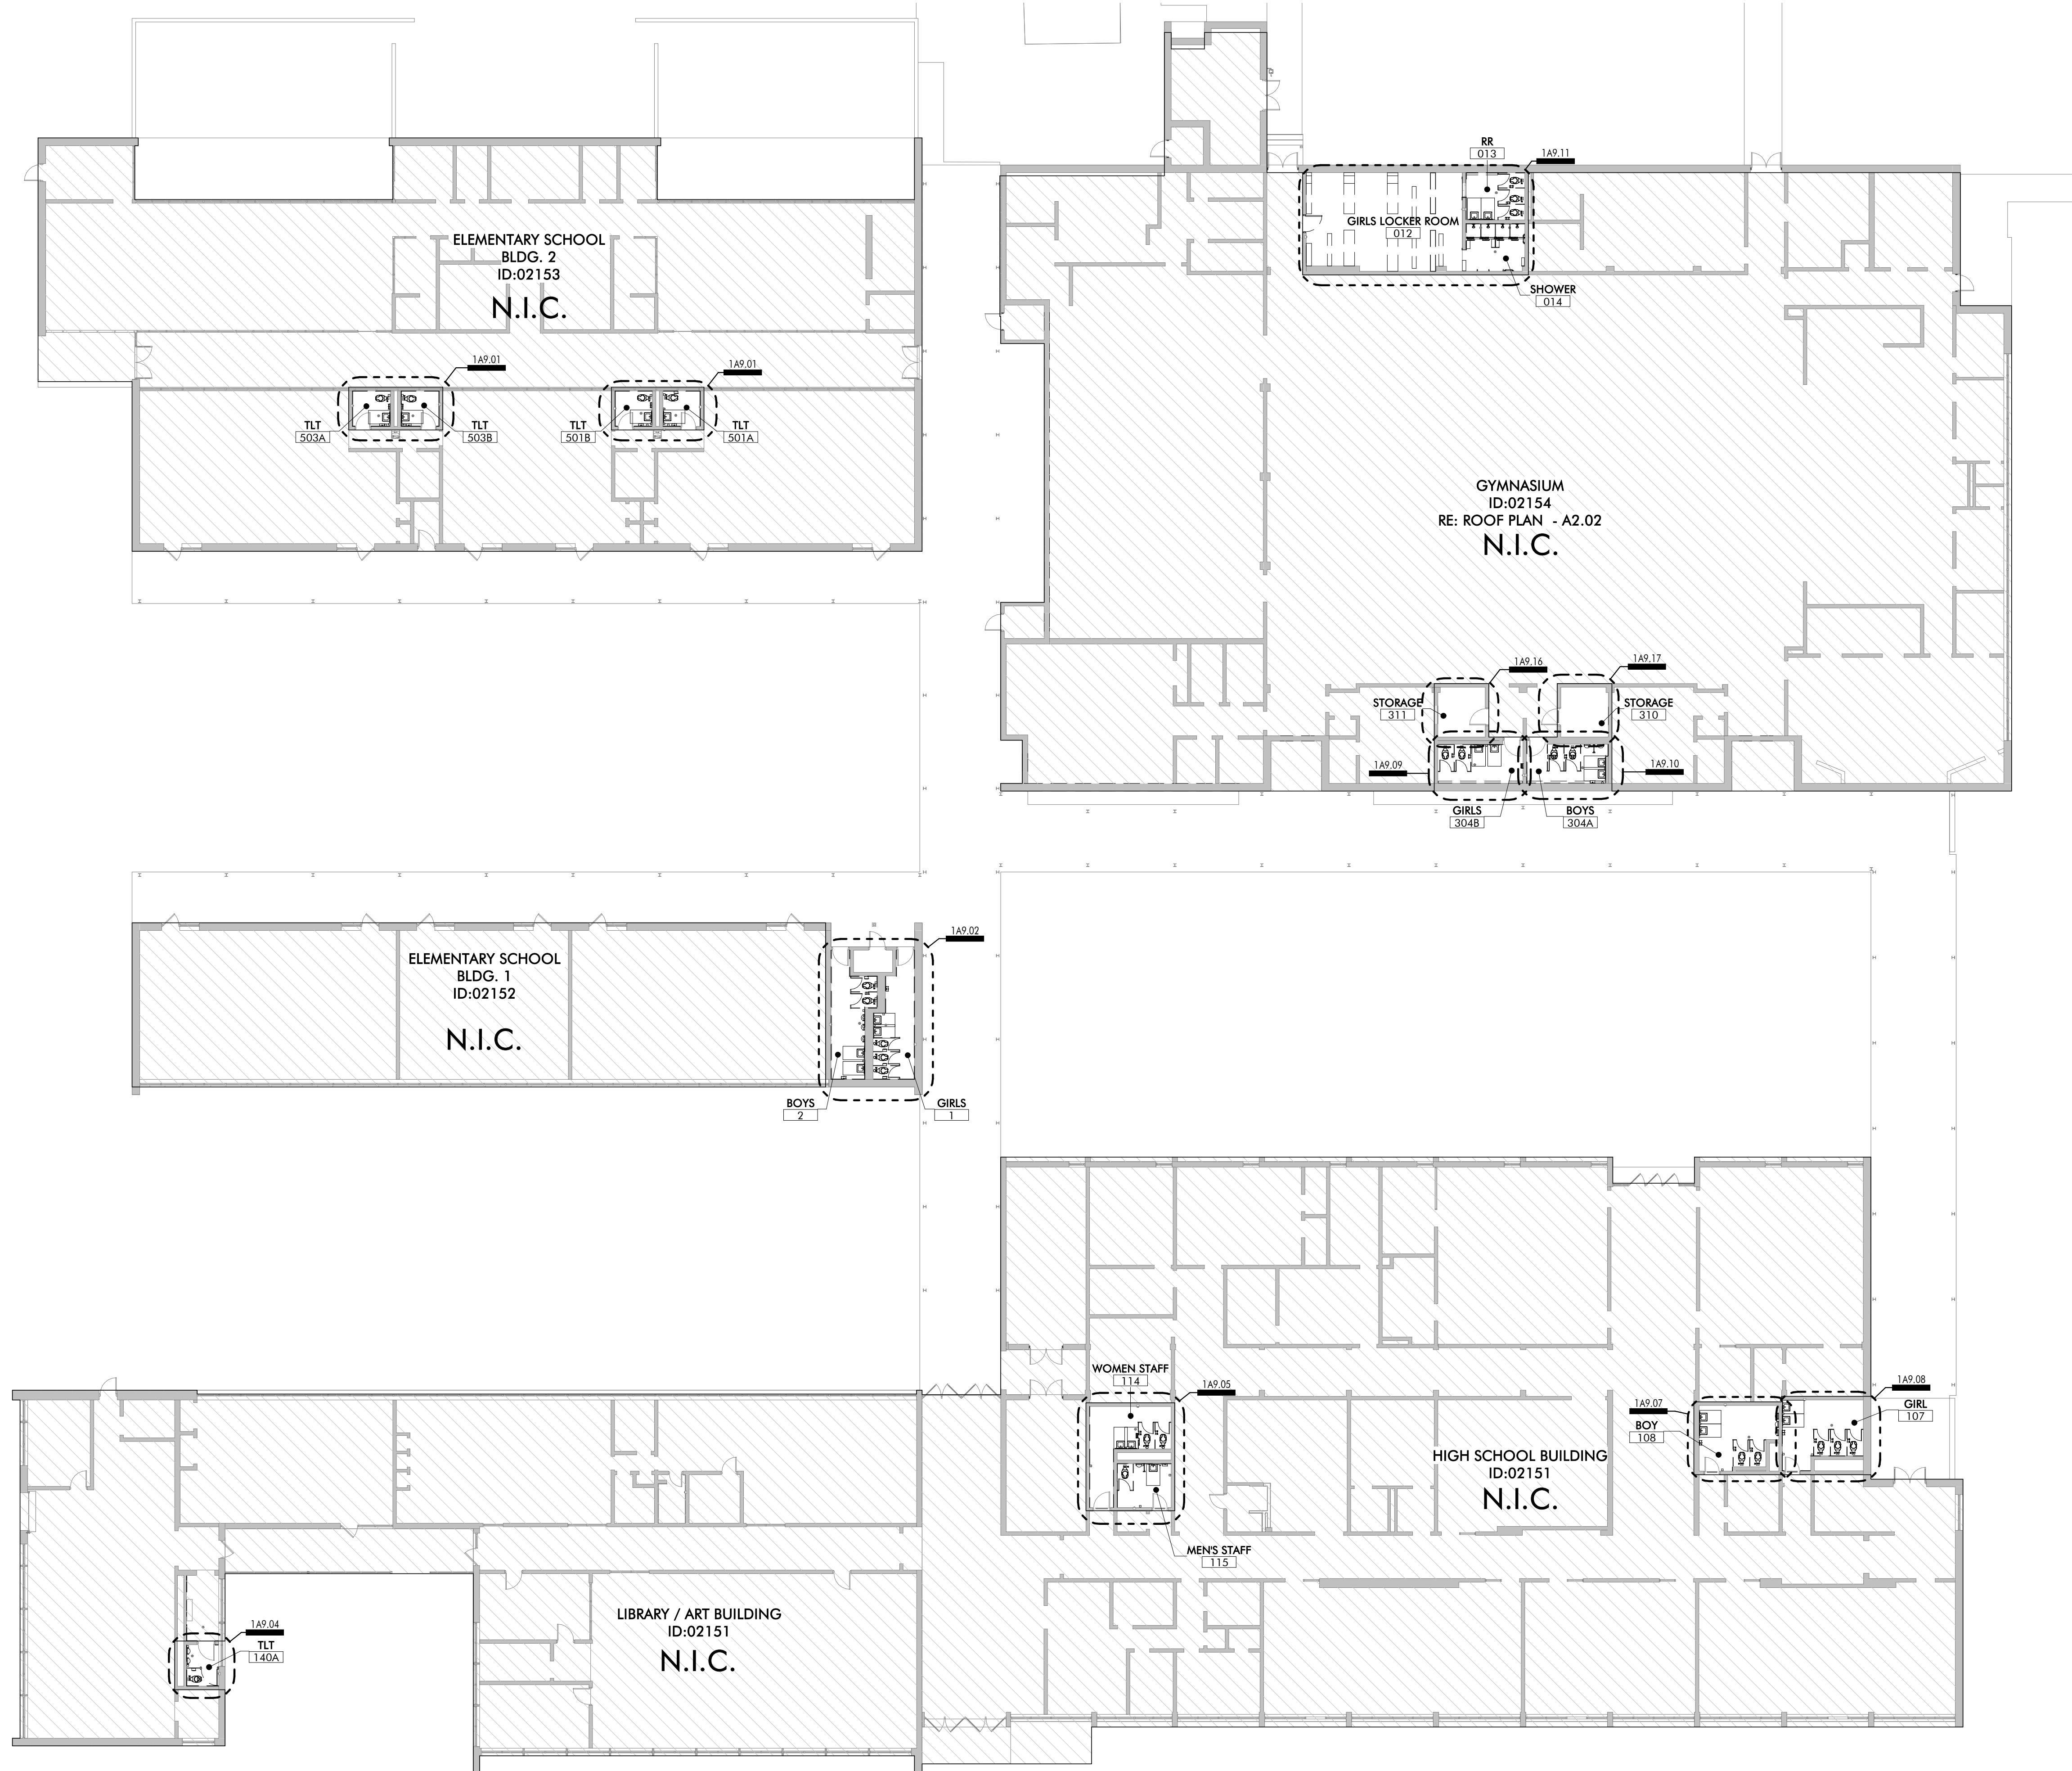 RR
013
1A9.11
GIRLS LOCKER ROOM
012
SHOWER
014
ELEMENTARY SCHOOL
BLDG. 2
ID:02153
N.I.C.
1A9.01
1A9.01
TLT
503A
TLT
503B
TLT
501B
TLT
501A
GYMNASIUM
ID:02154
RE: ROOF PLAN - A2.02
N.I.C.
1A9.16
1A9.17
STORAGE
311
STORAGE
310
1A9.09
1A9.10
GIRLS
304B
BOYS
304A
1A9.02
ELEMENTARY SCHOOL
BLDG. 1
ID:02152
N.I.C.
BOYS
2
GIRLS
1
WOMEN STAFF
114
1A9.05
1A9.08
1A9.07
GIRL
107
BOY
108
HIGH SCHOOL BUILDING
ID:02151
N.I.C.
MEN'S STAFF
115
LIBRARY / ART BUILDING
ID:02151
N.I.C.
1A9.04
TLT
140A